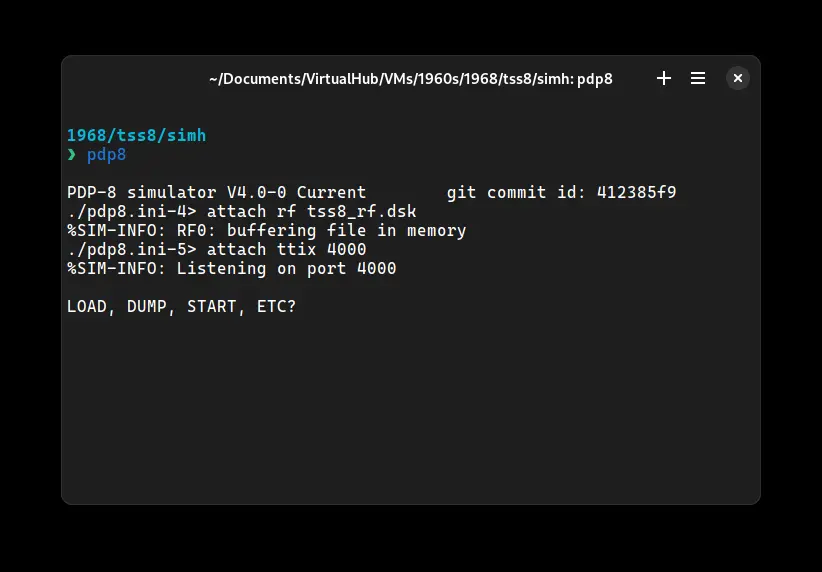 ~/Documents/VirtualHub/VMs/1960s/1968/tss8/simh: pdp8
1968/tss8/simh
❯ pdp8
PDP-8 simulator V4.0-0 Current        git commit id: 412385f9
./pdp8.ini-4> attach rf tss8_rf.dsk
%SIM-INFO: RF0: buffering file in memory
./pdp8.ini-5> attach ttix 4000
%SIM-INFO: Listening on port 4000
LOAD, DUMP, START, ETC?